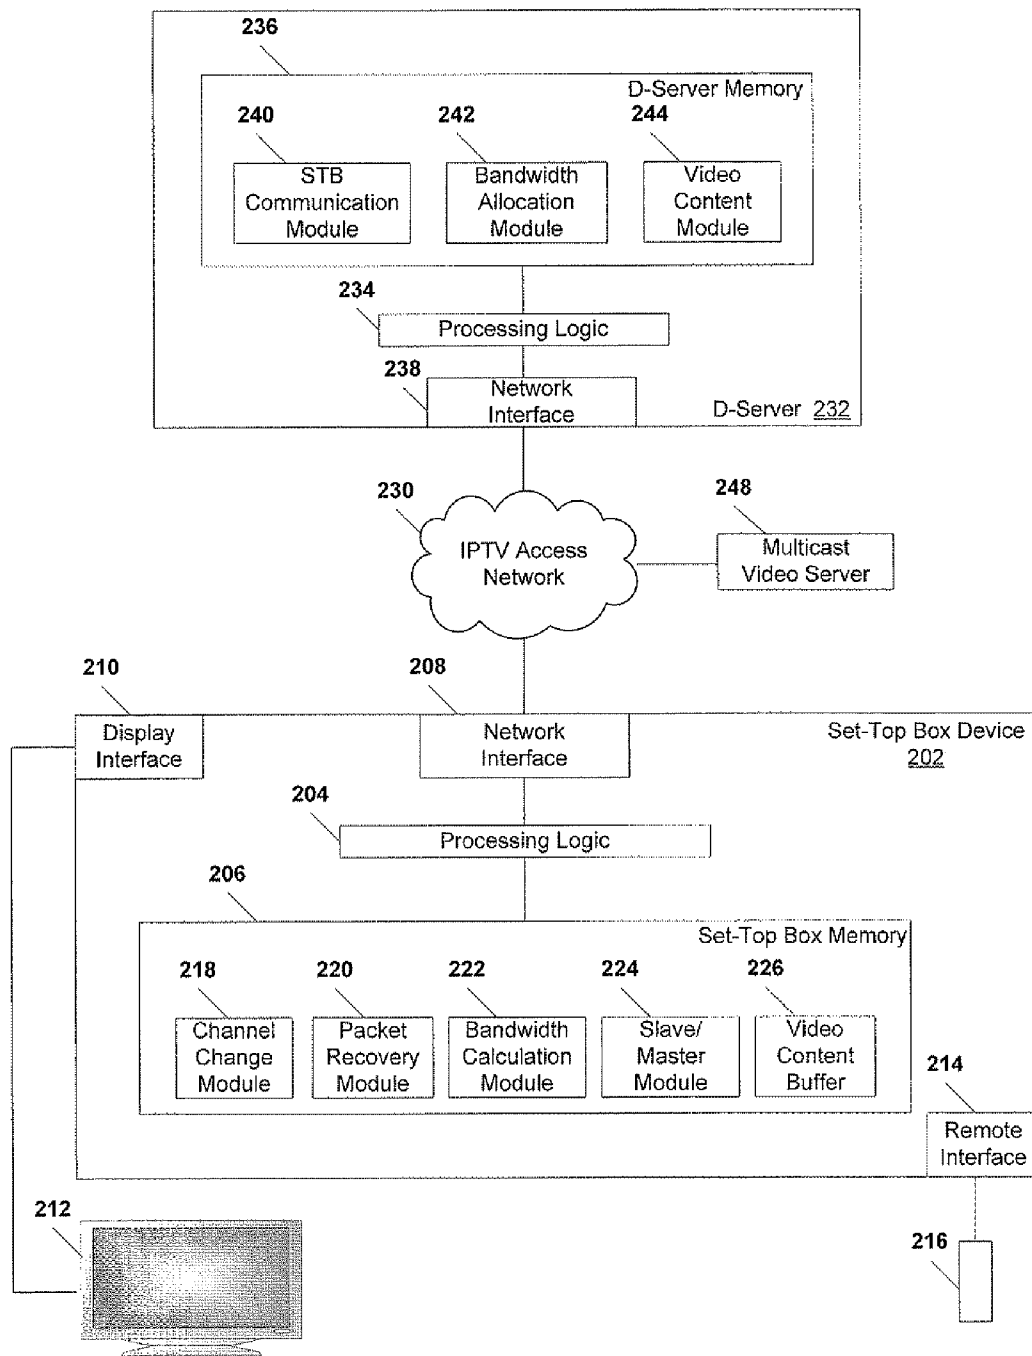 236
D-Server Memory
240
242
244
STB
Communication
Module
Bandwidth
Allocation
Module
Video
Content
Module
234
Processing Logic
238
Network
Interface
D-Server 232
230
IPTV Access
Network
248
Multicast
Video Server
210
208
Display
Interface
Network
Interface
Set-Top Box Device
202
204
Processing Logic
206
Set-Top Box Memory
218
220
222
224
226
Channel
Change
Module
Packet
Recovery
Module
Bandwidth
Calculation
Module
Slave/
Master
Module
Video
Content
Buffer
214
Remote
Interface
212
216